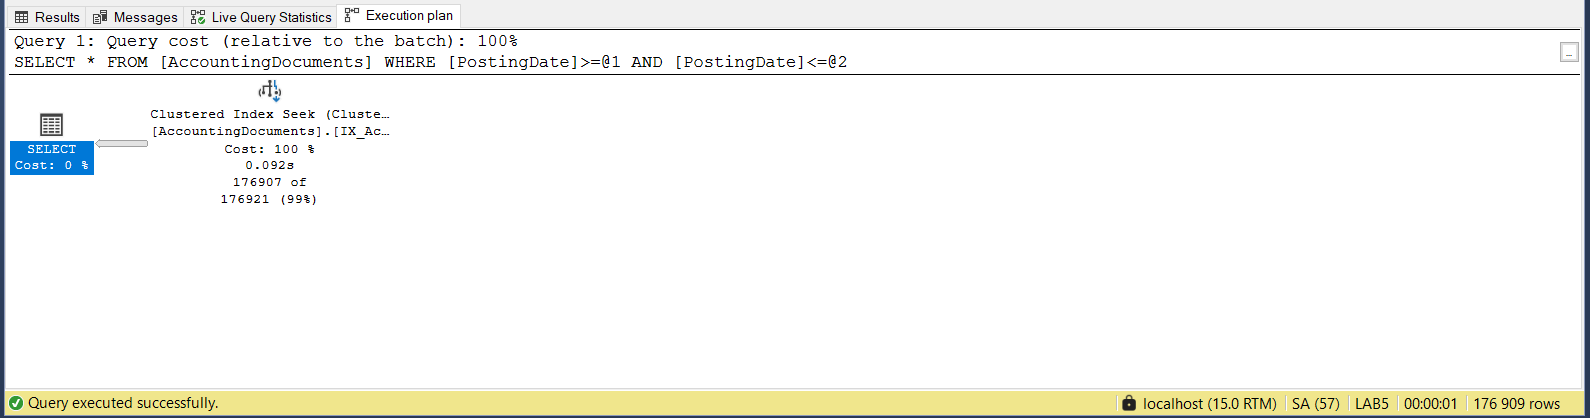 Results Messages Live Query Statistics Execution plan
Query 1: Query cost (relative to the batch): 100%
SELECT * FROM [AccountingDocuments] WHERE [PostingDate]>=@1 AND [PostingDate]<=@2
...
Clustered Index Seek (Cluste…
[AccountingDocuments].[IX_Ac…
Cost: 100 %
0.092s
176907 of
176921 (99%)
SELECT
Cost: 0 %
Query executed successfully. localhost (15.0 RTM) SA (57) LAB5 00:00:01 176 909 rows